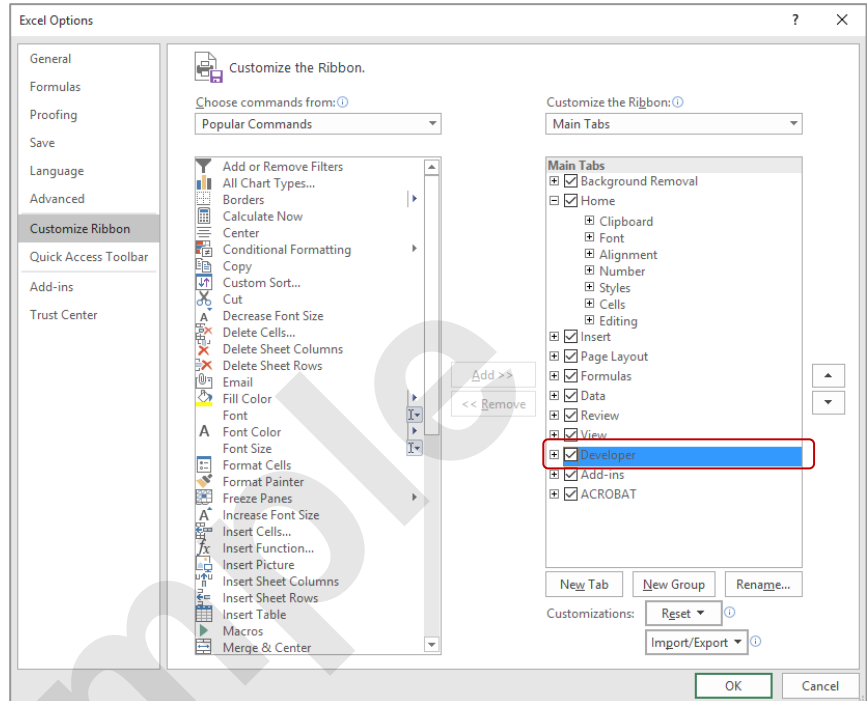 Excel Options
?
General
Formulas
Proofing
Save
Language
Advanced
Customize Ribbon
Quick Access Toolbar
Add-ins
Trust Center
Customize the Ribbon.
Choose commands from:
Popular Commands
Add or Remove Filters
All Chart Types...
Borders
Calculate Now
Center
Conditional Formatting
Copy
Custom Sort...
Cut
Decrease Font Size
Delete Cells...
Delete Sheet Columns
Delete Sheet Rows
Email
Fill Color
Font
Font Color
Font Size
Format Cells
Format Painter
Freeze Panes
Increase Font Size
Insert Cells...
Insert Function...
Insert Picture
Insert Sheet Columns
Insert Sheet Rows
Insert Table
Macros
Merge & Center
Add >>
<< Remove
Customize the Ribbon:
Main Tabs
Main Tabs
Background Removal
Home
Clipboard
Font
Alignment
Number
Styles
Cells
Editing
Insert
Page Layout
Formulas
Data
Review
View
Developer
Add-ins
ACROBAT
New Tab
New Group
Rename...
Customizations:
Reset
Import/Export
OK
Cancel
mple